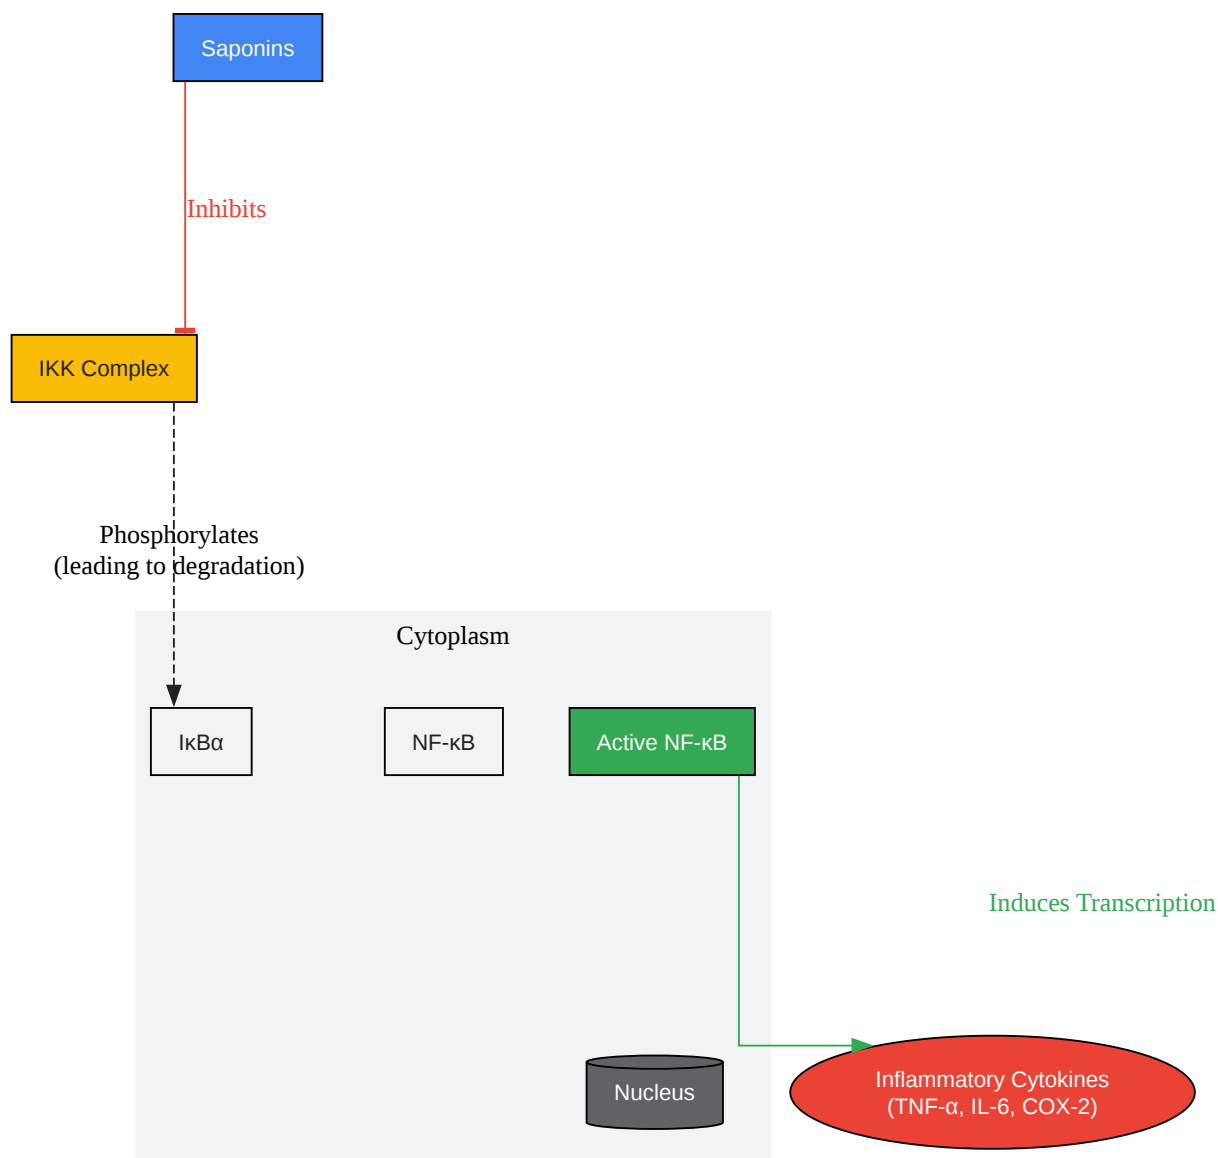 Saponins
Inhibits
IKK Complex
Phosphorylates
(leading to degradation)
Cytoplasm
IκBα
NF-κB
Active NF-κB
Induces Transcription
Nucleus
Inflammatory Cytokines
(TNF-α, IL-6, COX-2)